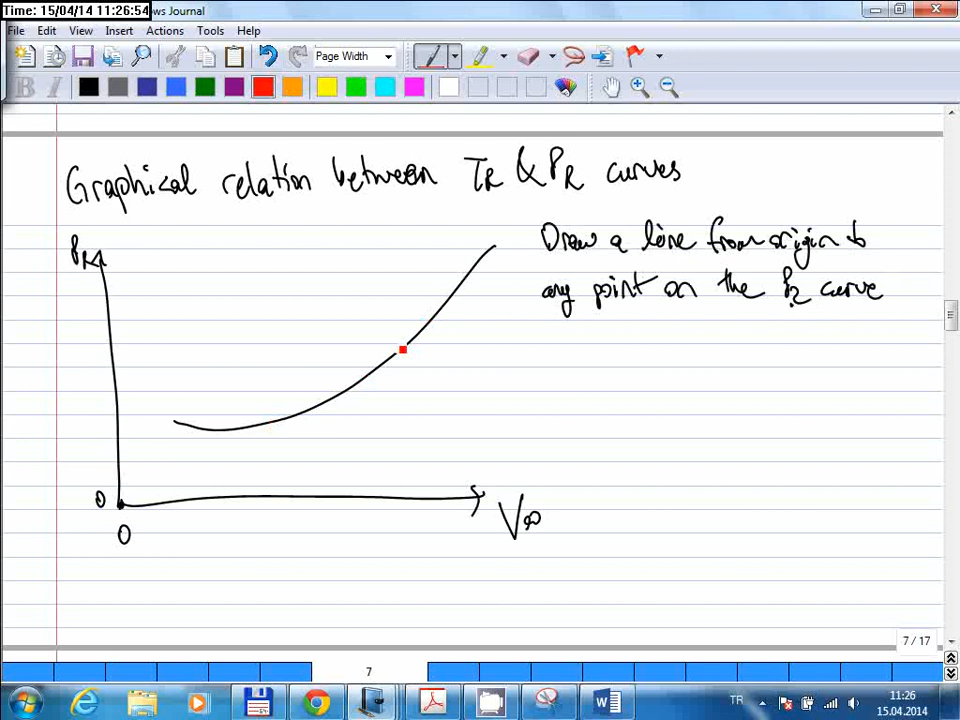 Time: 15/04/14 11:26:54
ows Journal
File Edit View Insert Actions Tools Help
Page Width
B I
Graphical relation between TR & PR curves
PR
Draw a line from origin to
any point on the PR curve
0
0
V∞
7 / 17
7
TR
11:26
15.04.2014